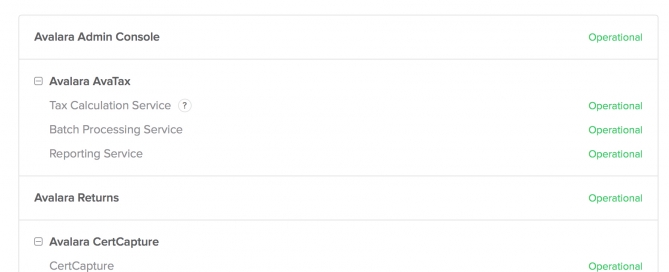 Avalara Admin Console Operational
Avalara AvaTax
Tax Calculation Service ? Operational
Batch Processing Service Operational
Reporting Service Operational
Avalara Returns Operational
Avalara CertCapture
CertCapture Operational